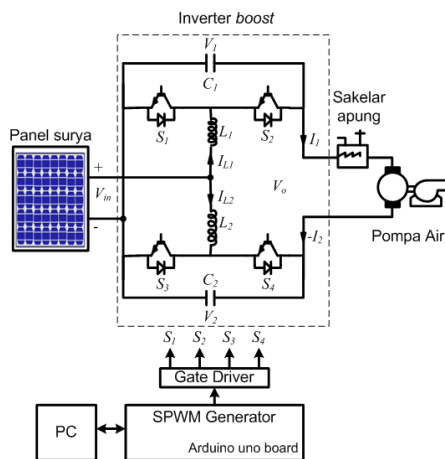 Inverter boost
V1
C1
S1
S2
L1
Sakelar
apung
I1
Panel surya
+
IL1
Vin
Vo
IL2
-
L2
Pompa Air
-I2
S3
C2
S4
V2
S1 S2 S3 S4
Gate Driver
SPWM Generator
PC
Arduino uno board